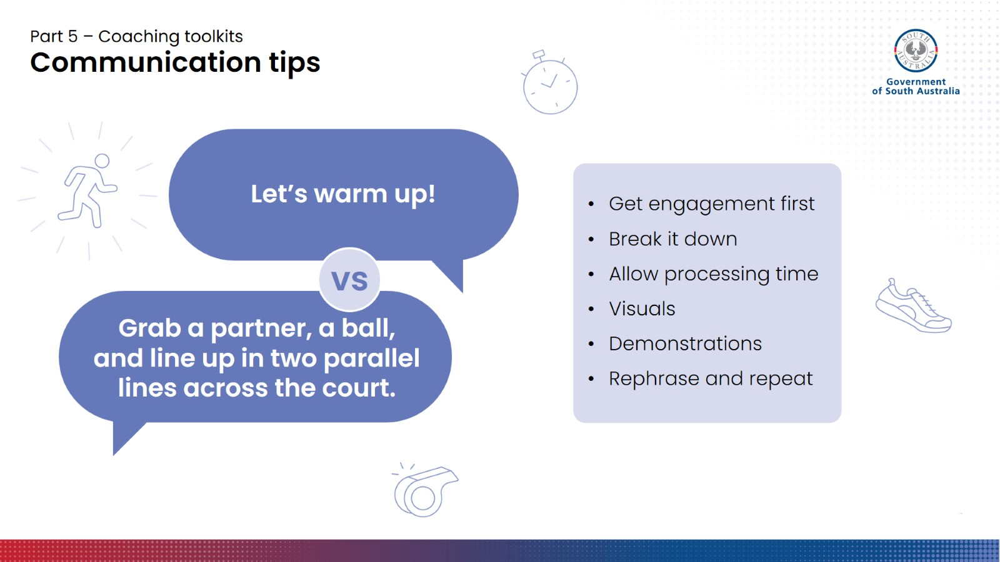 Part 5 – Coaching toolkits
Communication tips
SOUTH AUSTRALIA
Government
of South Australia
Let’s warm up!
VS
Grab a partner, a ball,
and line up in two parallel
lines across the court.
• Get engagement first
• Break it down
• Allow processing time
• Visuals
• Demonstrations
• Rephrase and repeat